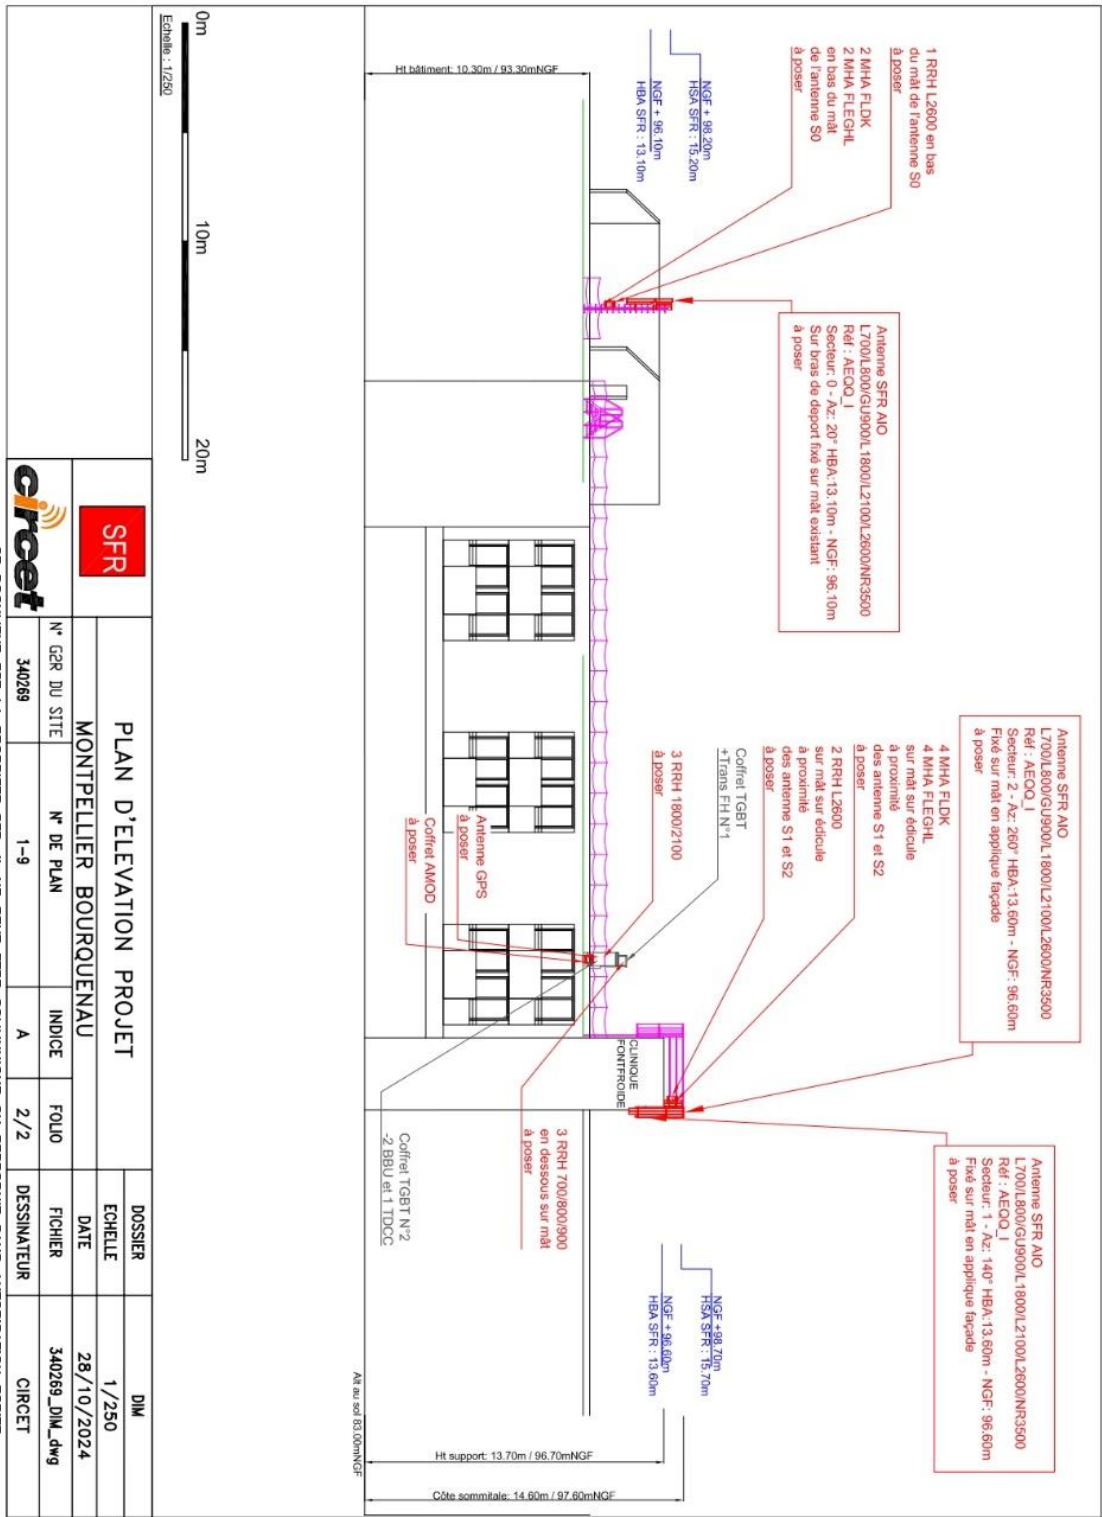 1 RRH L2600 en bas
du mât de l'antenne S0
à poser
2 MHA FLDK
2 MHA FLEGHL
en bas du mât
de l'antenne S0
à poser
NGF + 98.20m
HSA SFR : 15.20m
NGF + 96.10m
HBA SFR : 13.10m
Ht bâtiment: 10.30m / 93.30mNGF
Antenne SFR AIO
L700/L800/GU900/L1800/L2100/L2600/NR3500
Réf : AEQQ_I
Secteur: 0 - Az: 20° HBA:13.10m - NGF: 96.10m
Sur bras de deport fixé sur mât existant
à poser
Antenne SFR AIO
L700/L800/GU900/L1800/L2100/L2600/NR3500
Réf : AEQQ_I
Secteur: 2 - Az: 260° HBA:13.60m - NGF: 96.60m
Fixé sur mât en applique façade
à poser
4 MHA FLDK
4 MHA FLEGHL
sur mât sur édicule
à proximité
des antenne S1 et S2
à poser
2 RRH L2600
sur mât sur édicule
à proximité
des antenne S1 et S2
à poser
Coffret TGBT
+Trans FH N°1
3 RRH 1800/2100
à poser
Antenne GPS
à poser
Coffret AMOD
à poser
CLINIQUE
FONTFROIDE
Antenne SFR AIO
L700/L800/GU900/L1800/L2100/L2600/NR3500
Réf : AEQQ_I
Secteur: 1 - Az: 140° HBA:13.60m - NGF: 96.60m
Fixé sur mât en applique façade
à poser
3 RRH 700/800/900
en dessous sur mât
à poser
Coffret TGBT N°2
-2 BBU et 1 TDCC
NGF +98.70m
HSA SFR : 15.70m
NGF + 96.60m
HBA SFR : 13.60m
Ht support: 13.70m / 96.70mNGF
Côte sommitale: 14.60m / 97.60mNGF
Alt au sol 83.00mNGF
0m
10m
20m
Echelle : 1/250
SFR
circet
PLAN D'ELEVATION PROJET
MONTPELLIER BOURQUENAU
DOSSIER
DIM
ECHELLE
1/250
DATE
28/10/2024
N° G2R DU SITE
N° DE PLAN
INDICE
FOLIO
FICHIER
340269_DIM_dwg
340269
1-9
A
2/2
DESSINATEUR
CIRCET